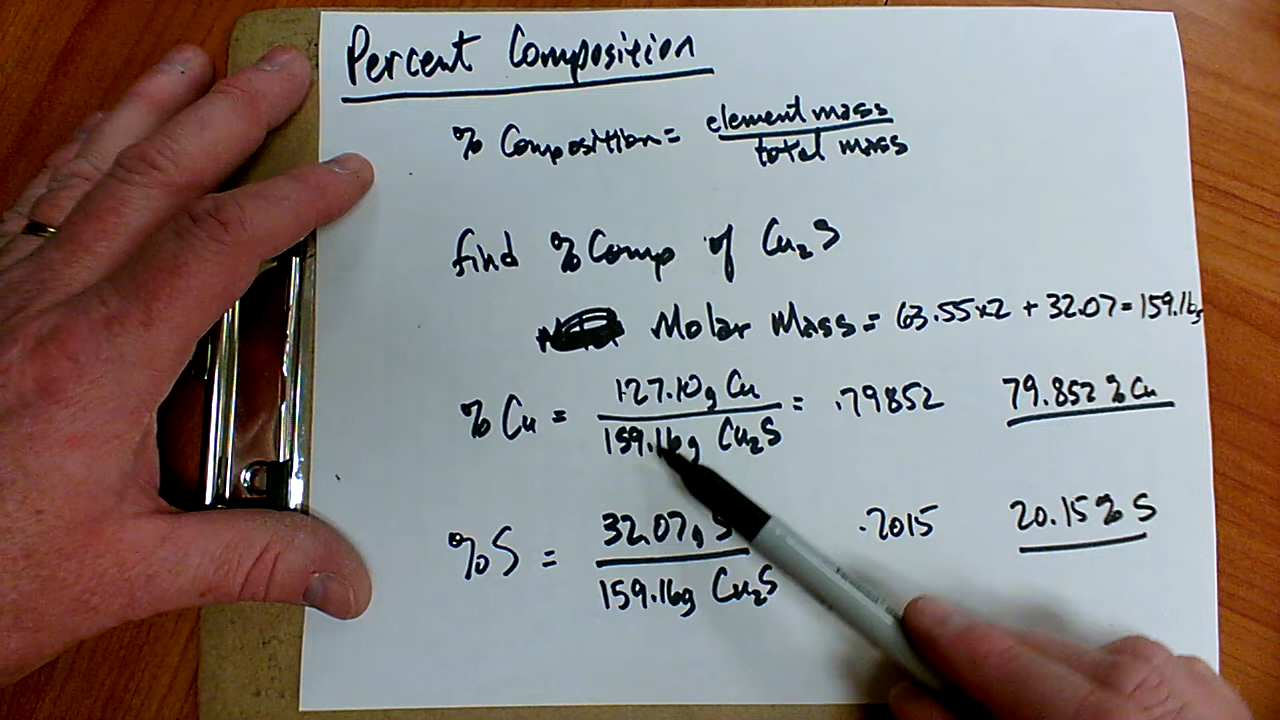 Percent Composition
% Composition = element mass / total mass
find % Comp of Cu₂S
Molar Mass = 63.55x2 + 32.07 = 159.16g
% Cu = 127.10g Cu / 159.16g Cu₂S = .79852 79.852 % Cu
% S = 32.07g S / 159.16g Cu₂S .2015 20.15 % S